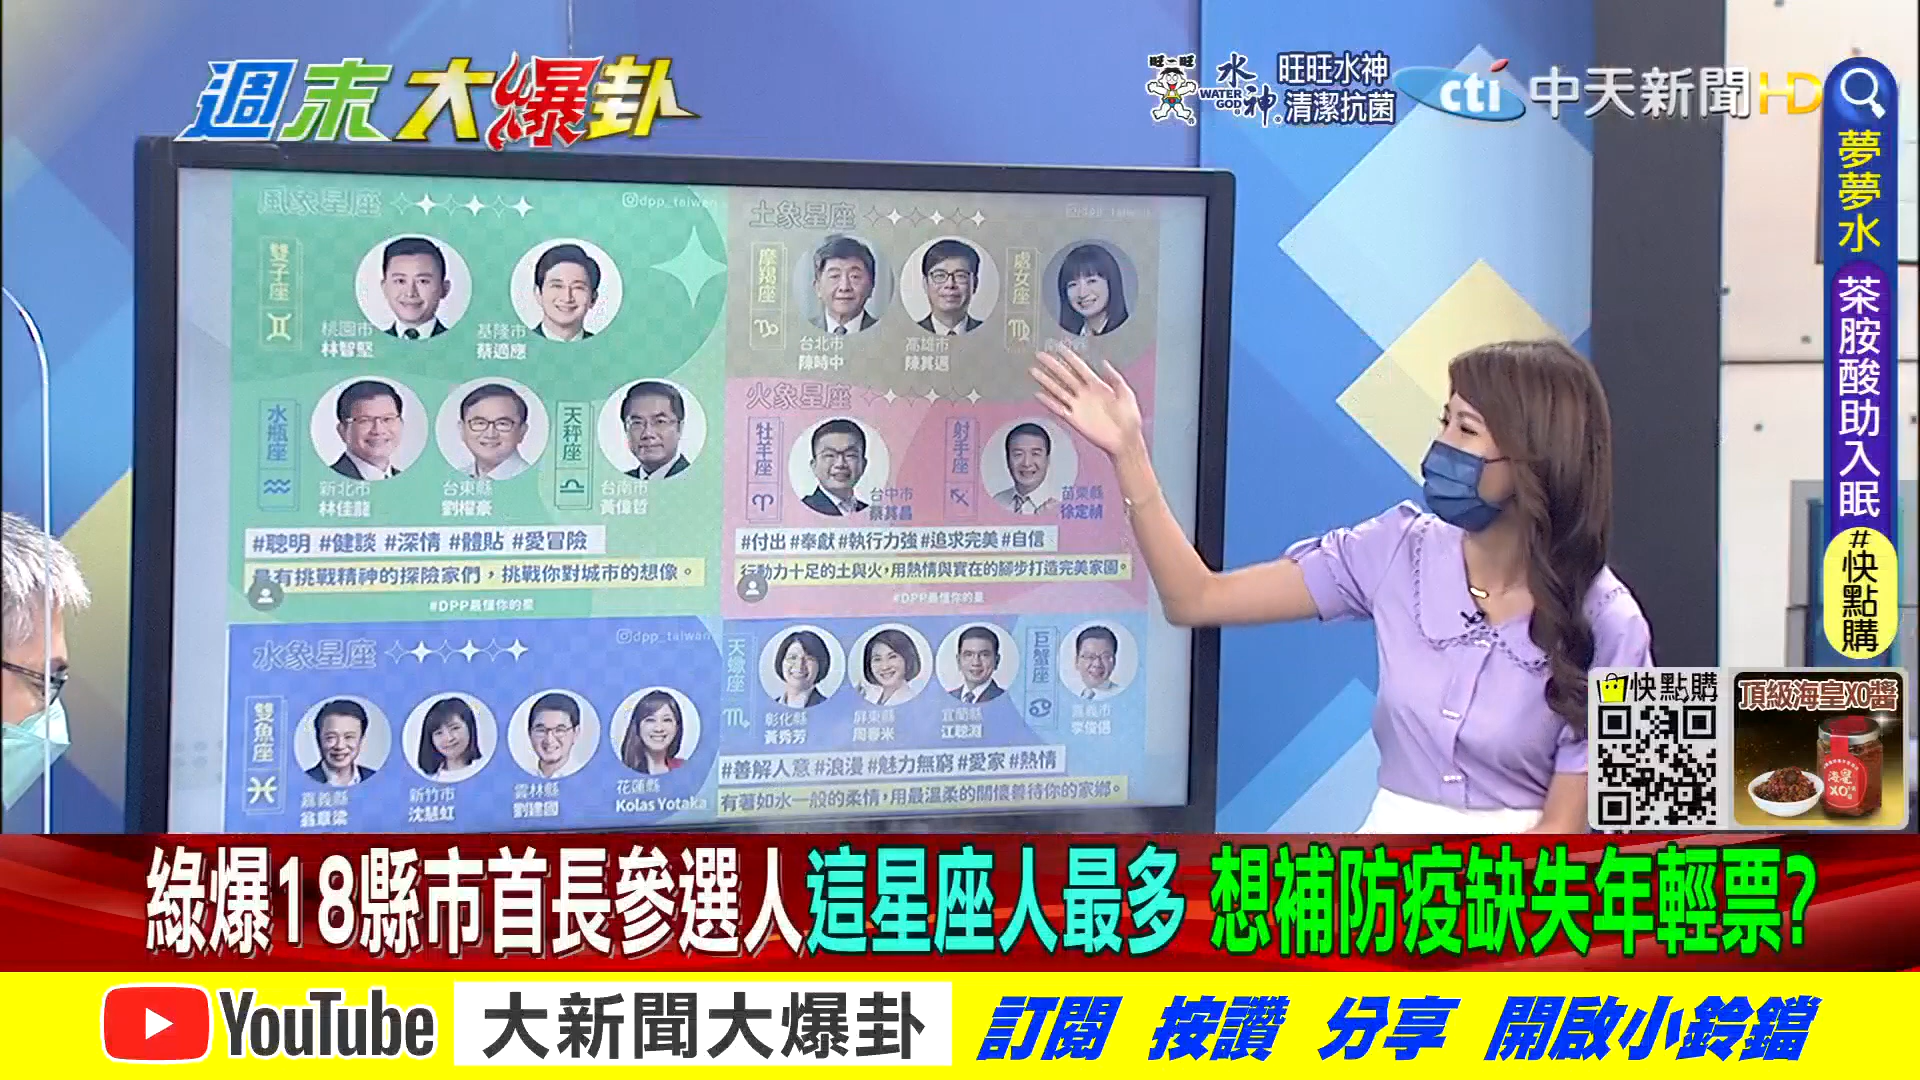 週末大爆卦
旺一旺
水神
WATER GOD
旺旺水神
清潔抗菌
cti 中天新聞HD
夢夢水
茶胺酸助入眠
#快點購
風象星座
dpp_taiwan
雙子座
桃園市
林智堅
基隆市
蔡適應
水瓶座
新北市
林佳龍
台東縣
劉櫂豪
天秤座
台南市
黃偉哲
#聰明 #健談 #深情 #體貼 #愛冒險
最有挑戰精神的探險家們，挑戰你對城市的想像。
#DPP最懂你的星
土象星座
dpp_taiwan
摩羯座
台北市
陳時中
高雄市
陳其邁
處女座
火象星座
牡羊座
台中市
蔡其昌
射手座
苗栗縣
徐定禎
#付出 #奉獻 #執行力強 #追求完美 #自信
行動力十足的土與火，用熱情與實在的腳步打造完美家園。
#DPP最懂你的星
水象星座
dpp_taiwan
雙魚座
嘉義縣
翁章梁
新竹市
沈慧虹
雲林縣
劉建國
花蓮縣
Kolas Yotaka
天蠍座
彰化縣
黃秀芳
屏東縣
周春米
宜蘭縣
江聰淵
巨蟹座
嘉義市
李俊俋
#善解人意 #浪漫 #魅力無窮 #愛家 #熱情
有著如水一般的柔情，用最溫柔的關懷善待你的家鄉。
快點購
頂級海皇XO醬
海皇
XO
綠爆18縣市首長參選人這星座人最多 想補防疫缺失年輕票?
YouTube 大新聞大爆卦 訂閱 按讚 分享 開啟小鈴鐺